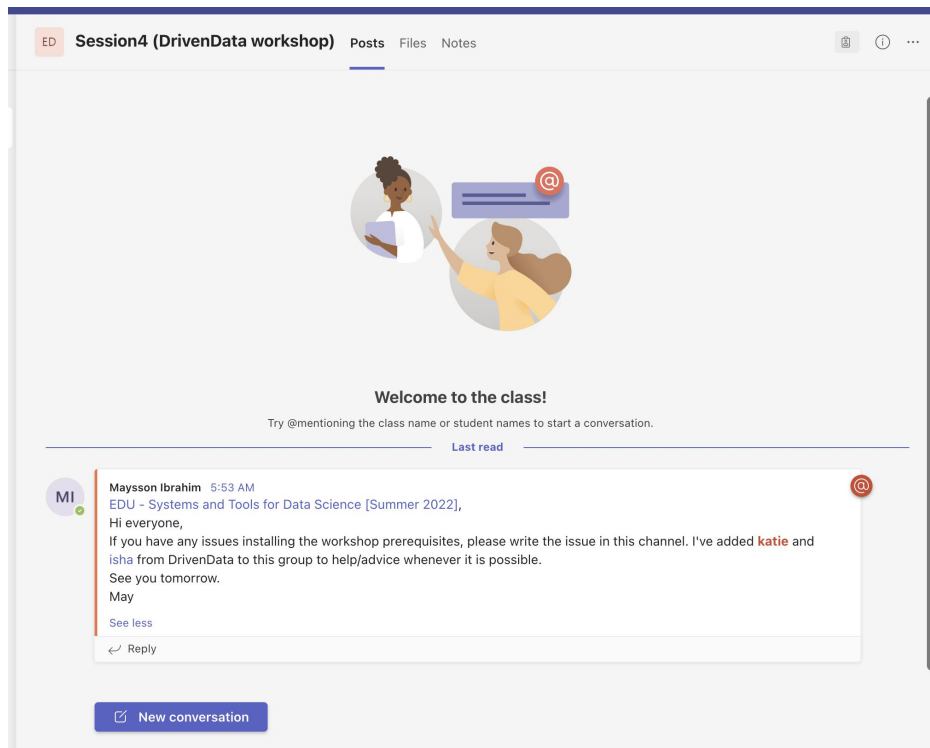 ED Session4 (DrivenData workshop) Posts Files Notes
Welcome to the class!
Try @mentioning the class name or student names to start a conversation.
Last read
MI
Maysson Ibrahim 5:53 AM
EDU - Systems and Tools for Data Science [Summer 2022],
Hi everyone,
If you have any issues installing the workshop prerequisites, please write the issue in this channel. I've added katie and
isha from DrivenData to this group to help/advice whenever it is possible.
See you tomorrow.
May
See less
Reply
New conversation